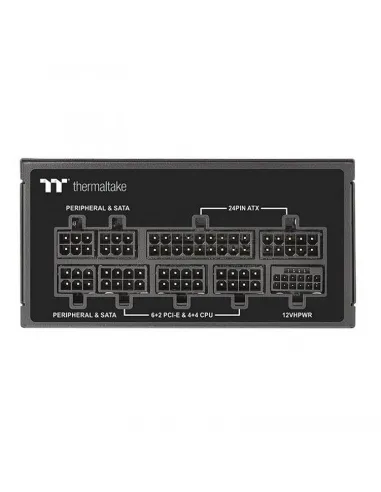 thermaltake
PERIPHERAL & SATA
24PIN ATX
PERIPHERAL & SATA
6+2 PCI-E & 4+4 CPU
12VHPWR